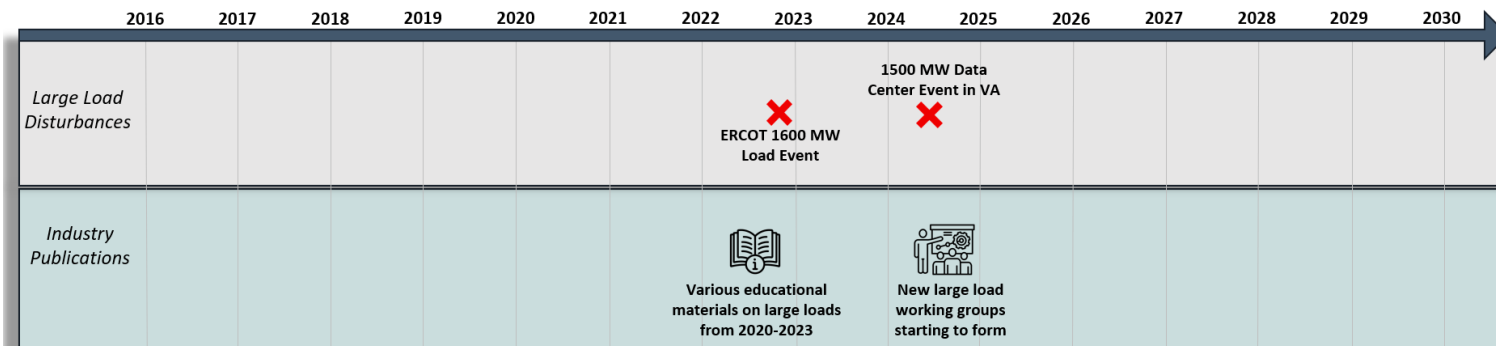 2016 2017 2018 2019 2020 2021 2022 2023 2024 2025 2026 2027 2028 2029 2030
Large Load
Disturbances
ERCOT 1600 MW
Load Event
1500 MW Data
Center Event in VA
Industry
Publications
i
Various educational
materials on large loads
from 2020-2023
New large load
working groups
starting to form